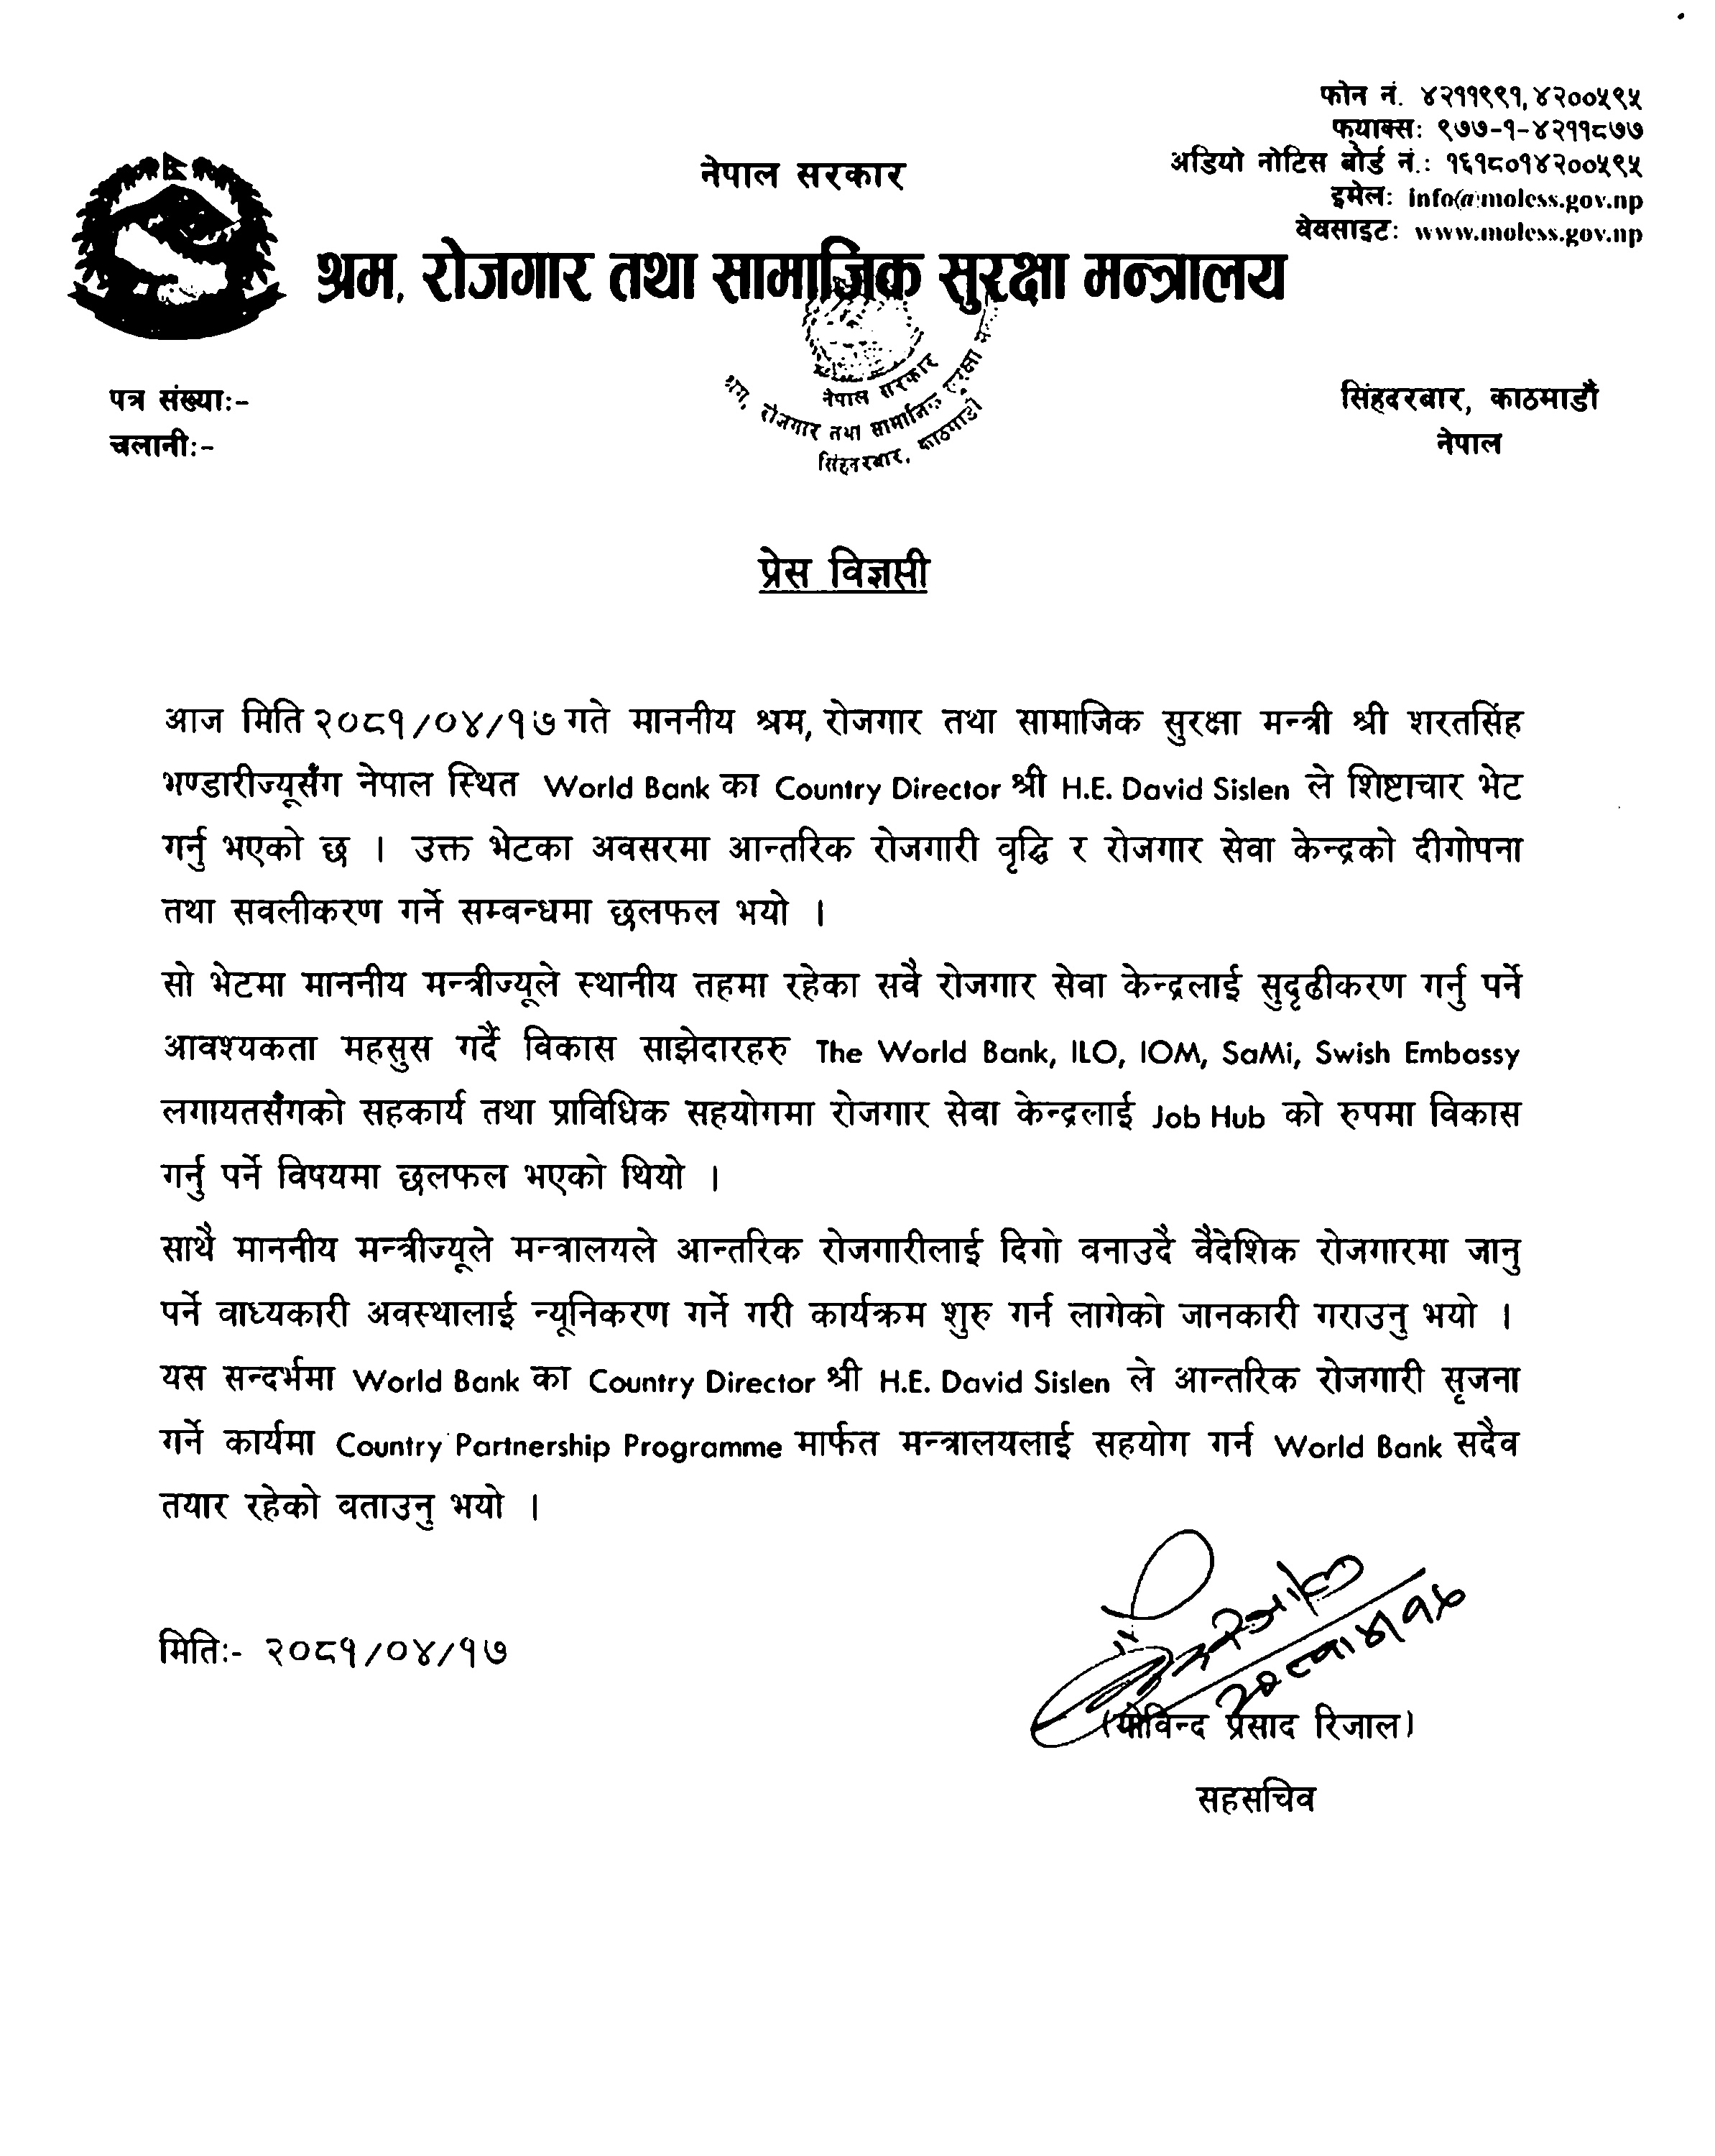 फोन नं. ४२११९९१, ४२००५९५
फयाक्स: ९७७-१-४२११८७७
अडियो नोटिस बोर्ड नं.: १६१८०१४२००५९५
इमेल: info@moless.gov.np
वेवसाइट: www.moless.gov.np
नेपाल सरकार
श्रम, रोजगार तथा सामाजिक सुरक्षा मन्त्रालय
नेपाल सरकार
श्रम, रोजगार तथा सामाजिक सुरक्षा
सिंहदरबार, काठमाडौं
पत्र संख्या:-
चलानी:-
सिंहदरबार, काठमाडौं
नेपाल
प्रेस विज्ञप्ती
आज मिति २०८१/०४/१७ गते माननीय श्रम, रोजगार तथा सामाजिक सुरक्षा मन्त्री श्री शरतसिंह
भण्डारीज्यूसँग नेपाल स्थित World Bank का Country Director श्री H.E. David Sislen ले शिष्टाचार भेट
गर्नु भएको छ । उक्त भेटका अवसरमा आन्तरिक रोजगारी वृद्धि र रोजगार सेवा केन्द्रको दीगोपना
तथा सवलीकरण गर्ने सम्वन्धमा छलफल भयो ।
सो भेटमा माननीय मन्त्रीज्यूले स्थानीय तहमा रहेका सवै रोजगार सेवा केन्द्रलाई सुदृढीकरण गर्नु पर्ने
आवश्यकता महसुस गर्दै विकास साझेदारहरु The World Bank, ILO, IOM, SaMi, Swish Embassy
लगायतसँगको सहकार्य तथा प्राविधिक सहयोगमा रोजगार सेवा केन्द्रलाई Job Hub को रुपमा विकास
गर्नु पर्ने विषयमा छलफल भएको थियो ।
साथै माननीय मन्त्रीज्यूले मन्त्रालयले आन्तरिक रोजगारीलाई दिगो वनाउदै वैदेशिक रोजगारमा जानु
पर्ने वाध्यकारी अवस्थालाई न्यूनिकरण गर्ने गरी कार्यक्रम शुरु गर्न लागेको जानकारी गराउनु भयो ।
यस सन्दर्भमा World Bank का Country Director श्री H.E. David Sislen ले आन्तरिक रोजगारी सृजना
गर्ने कार्यमा Country Partnership Programme मार्फत मन्त्रालयलाई सहयोग गर्न World Bank सदैव
तयार रहेको वताउनु भयो ।
मिति:- २०८१/०४/१७
(गोविन्द प्रसाद रिजाल)
सहसचिव